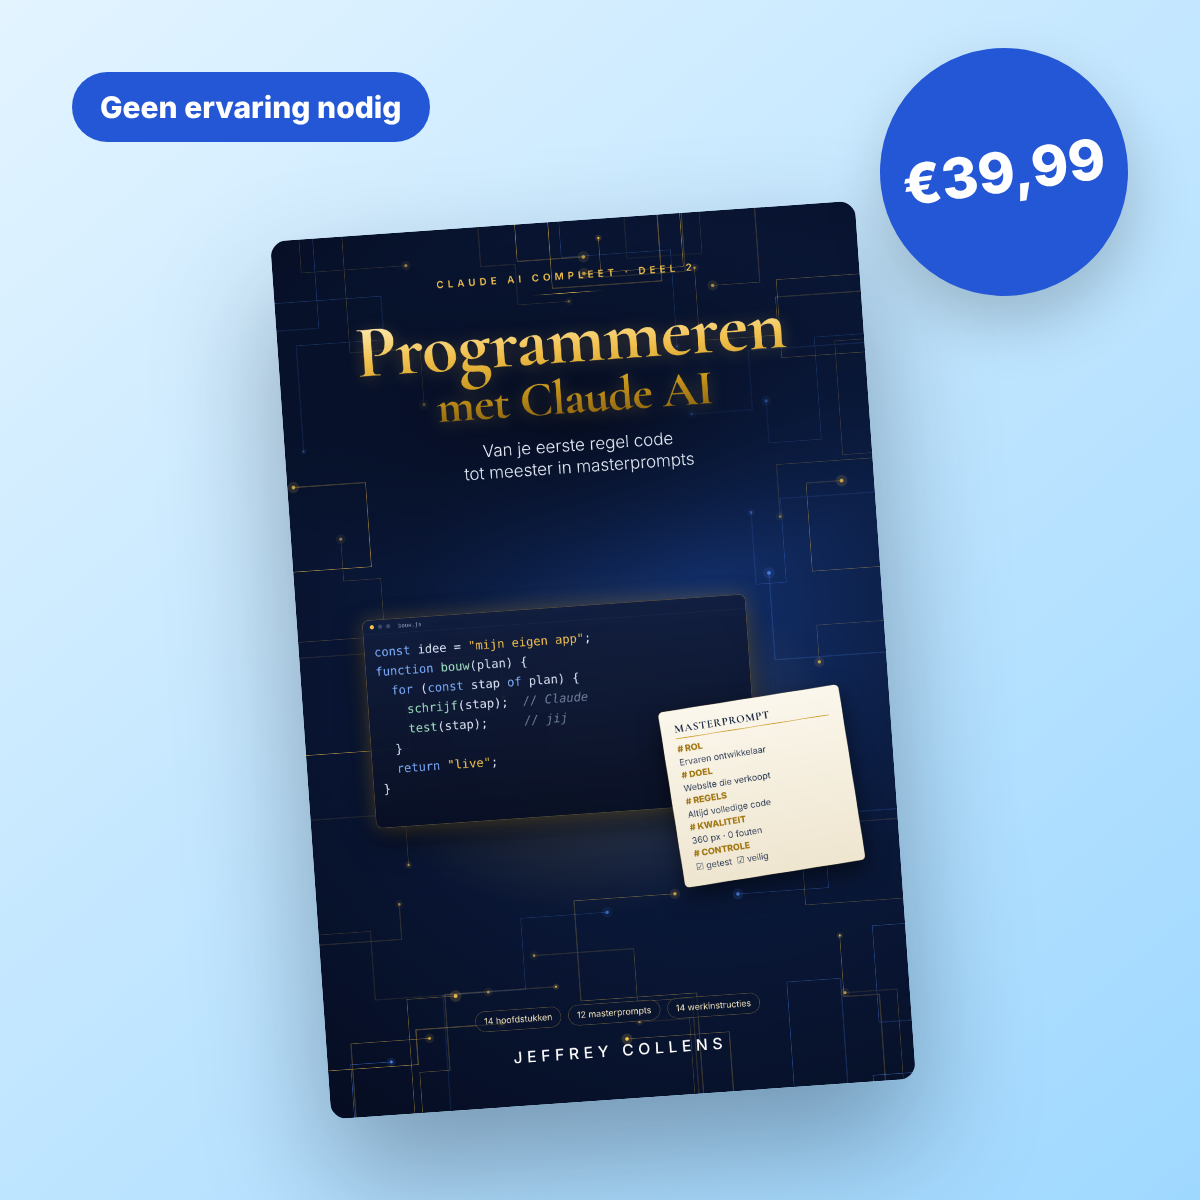 Geen ervaring nodig
€39,99
CLAUDE AI COMPLEET · DEEL 2
Programmeren
met Claude AI
Van je eerste regel code
tot meester in masterprompts
bouw.js
const idee = "mijn eigen app";
function bouw(plan) {
for (const stap of plan) {
schrijf(stap); // Claude
test(stap); // jij
}
return "live";
}
MASTERPROMPT
# ROL
Ervaren ontwikkelaar
# DOEL
Website die verkoopt
# REGELS
Altijd volledige code
# KWALITEIT
360 px · 0 fouten
# CONTROLE
☑ getest ☑ veilig
14 hoofdstukken 12 masterprompts 14 werkinstructies
JEFFREY COLLENS